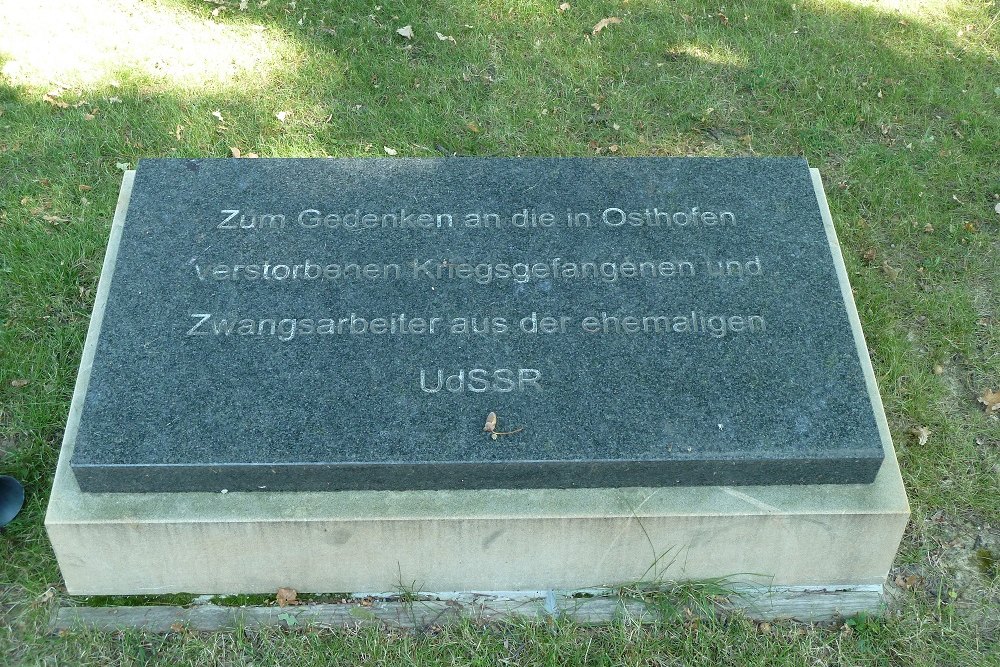 Zum Gedenken an die in Osthofen
verstorbenen Kriegsgefangenen und
Zwangsarbeiter aus der ehemaligen
UdSSR